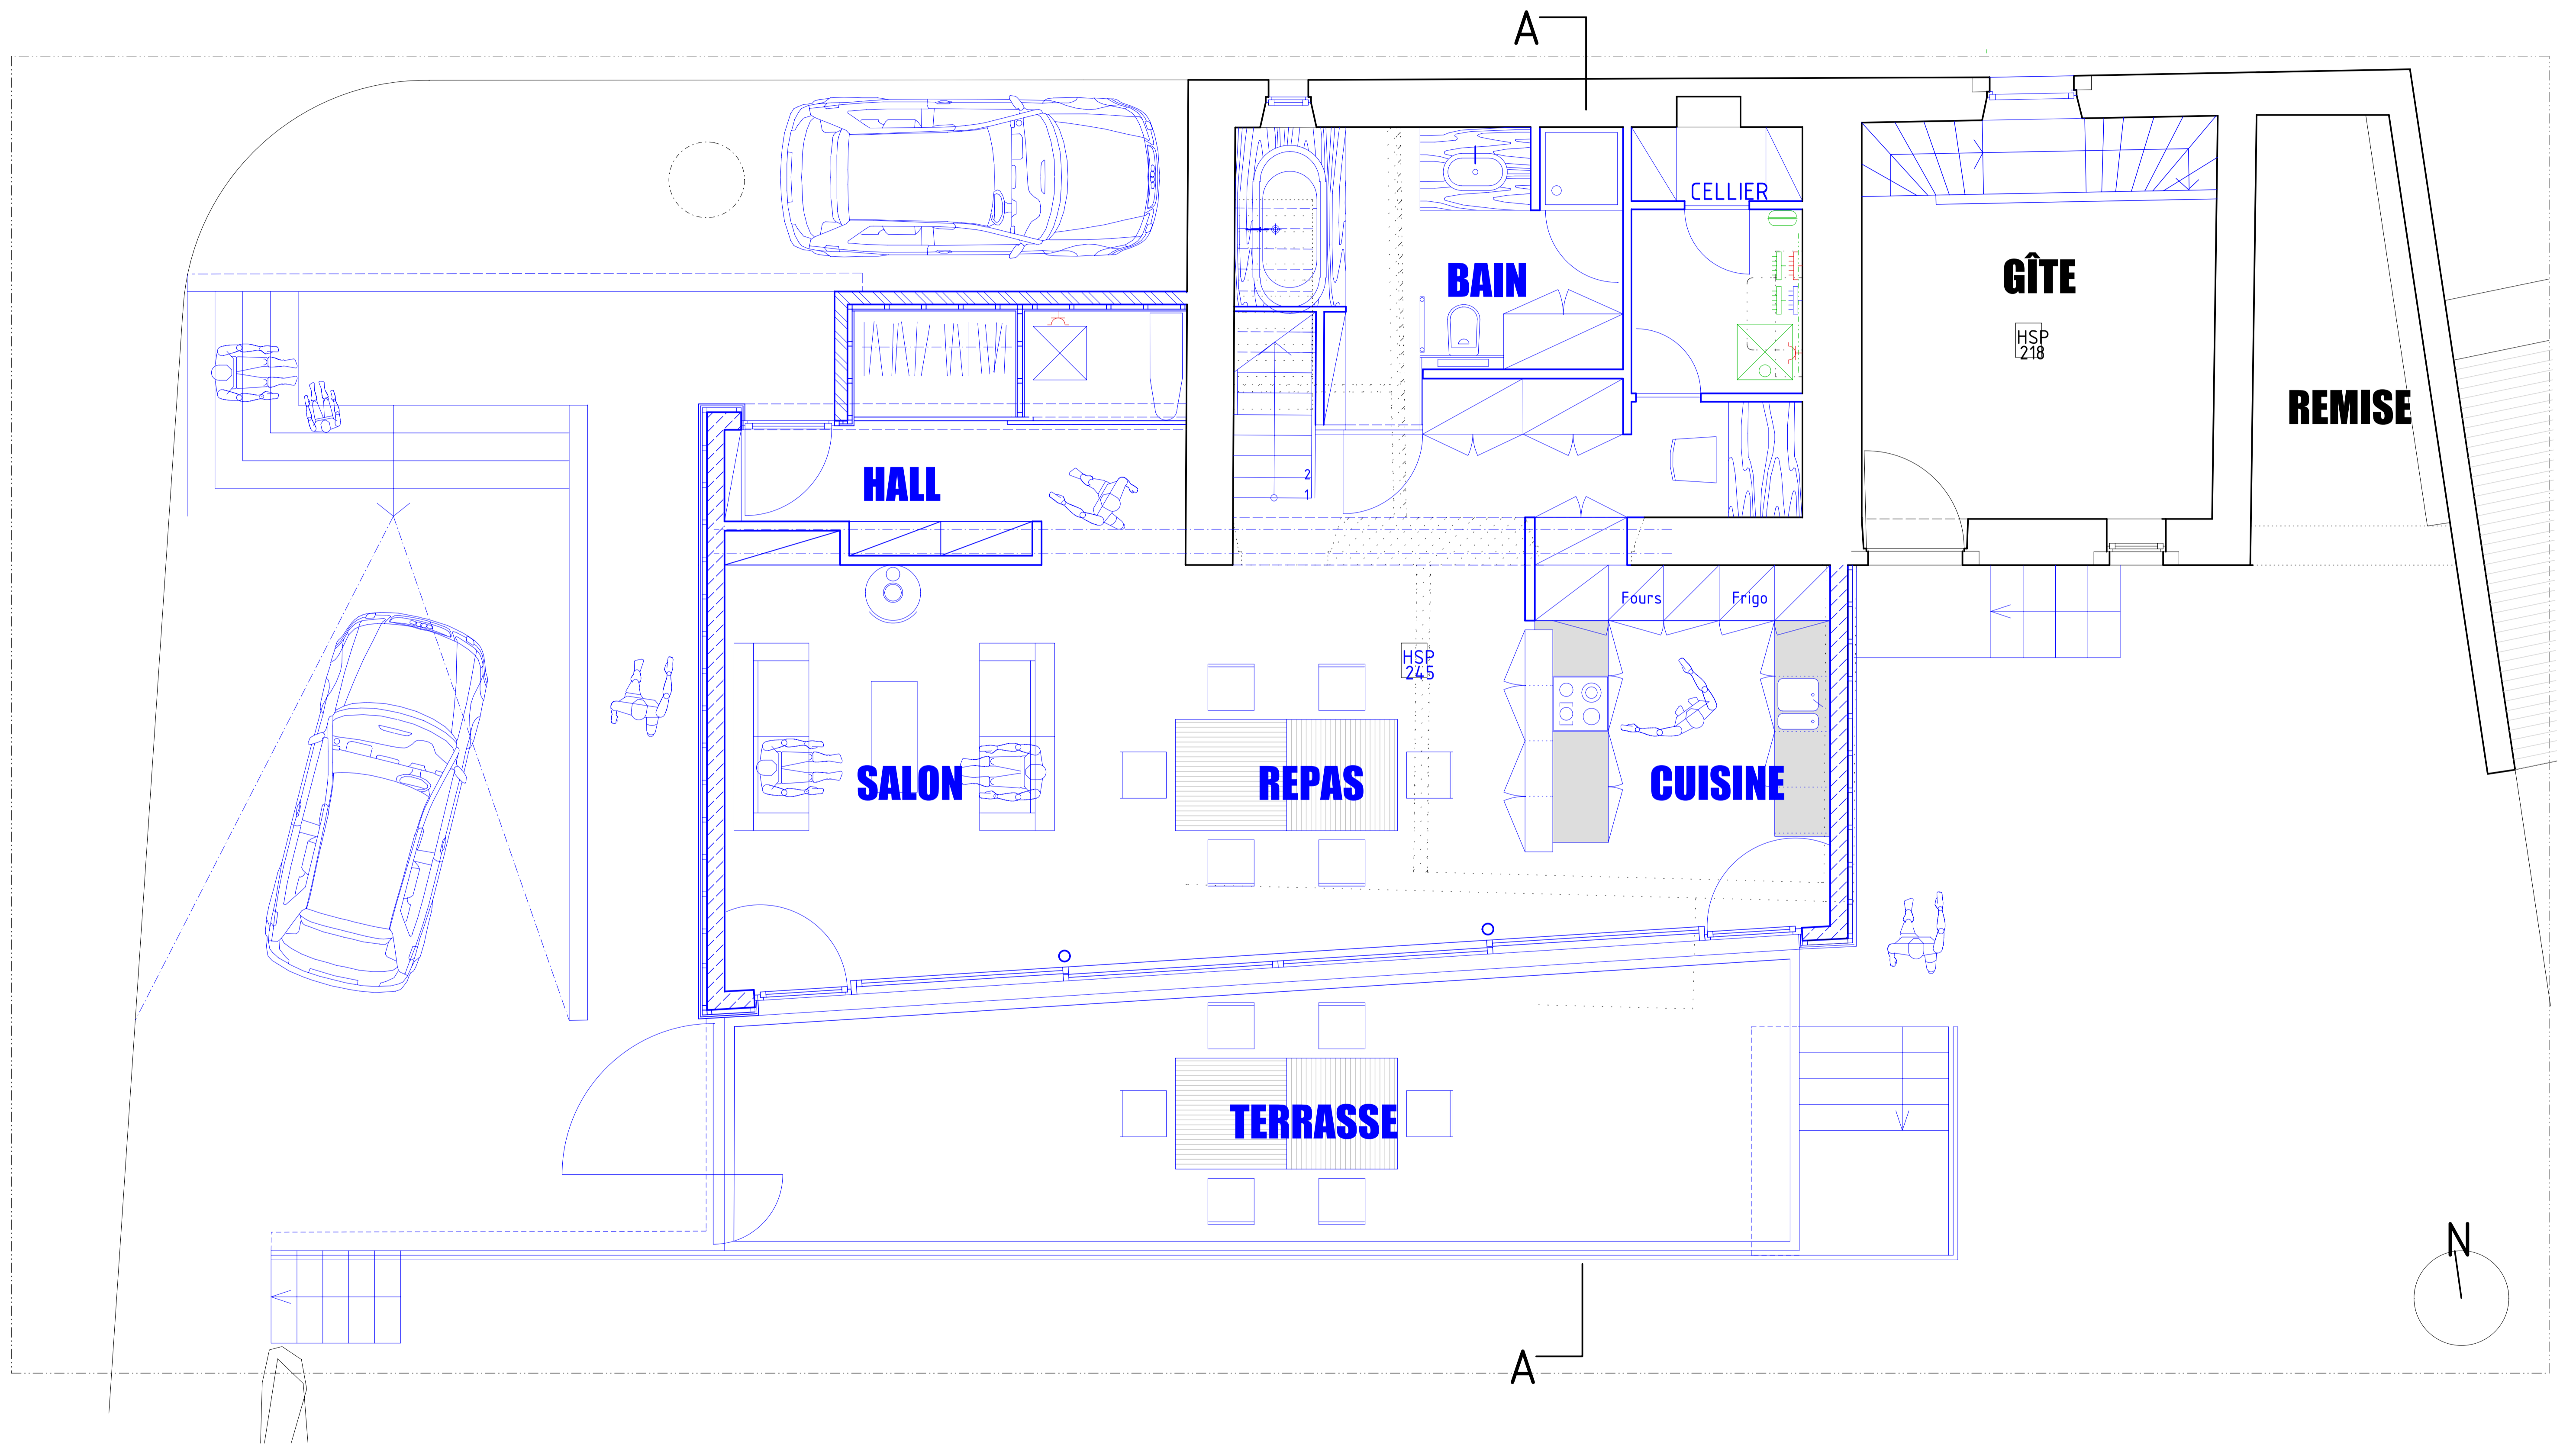 A
CELLIER
BAIN
GÎTE
HSP
218
REMISE
HALL
2
1
Fours
Frigo
HSP
245
SALON
REPAS
CUISINE
TERRASSE
N
A